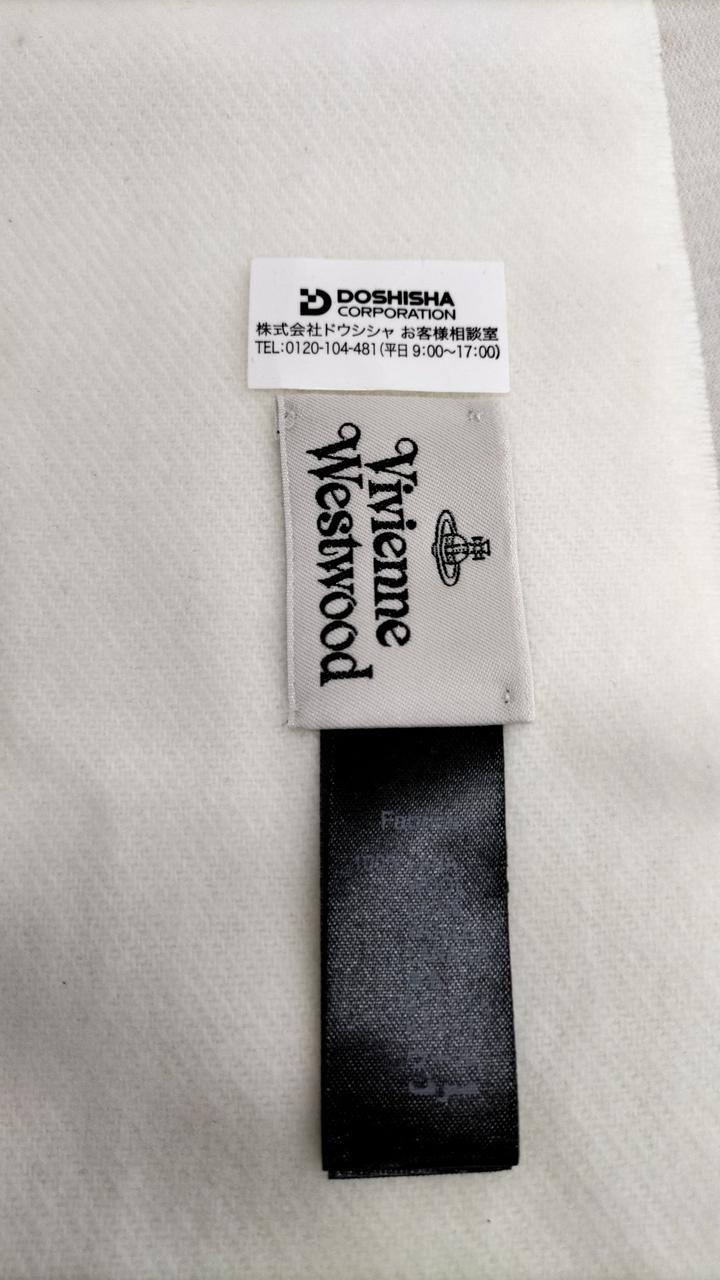 DOSHISHA
CORPORATION
株式会社ドウシシャ お客様相談室
TEL:0120-104-481(平日 9:00〜17:00)
Vivienne
Westwood